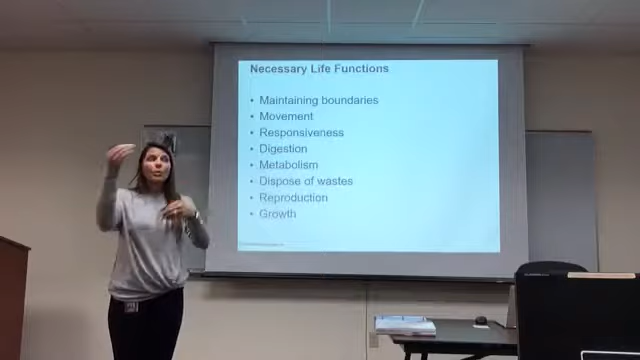 Necessary Life Functions
• Maintaining boundaries
• Movement
• Responsiveness
• Digestion
• Metabolism
• Dispose of wastes
• Reproduction
• Growth